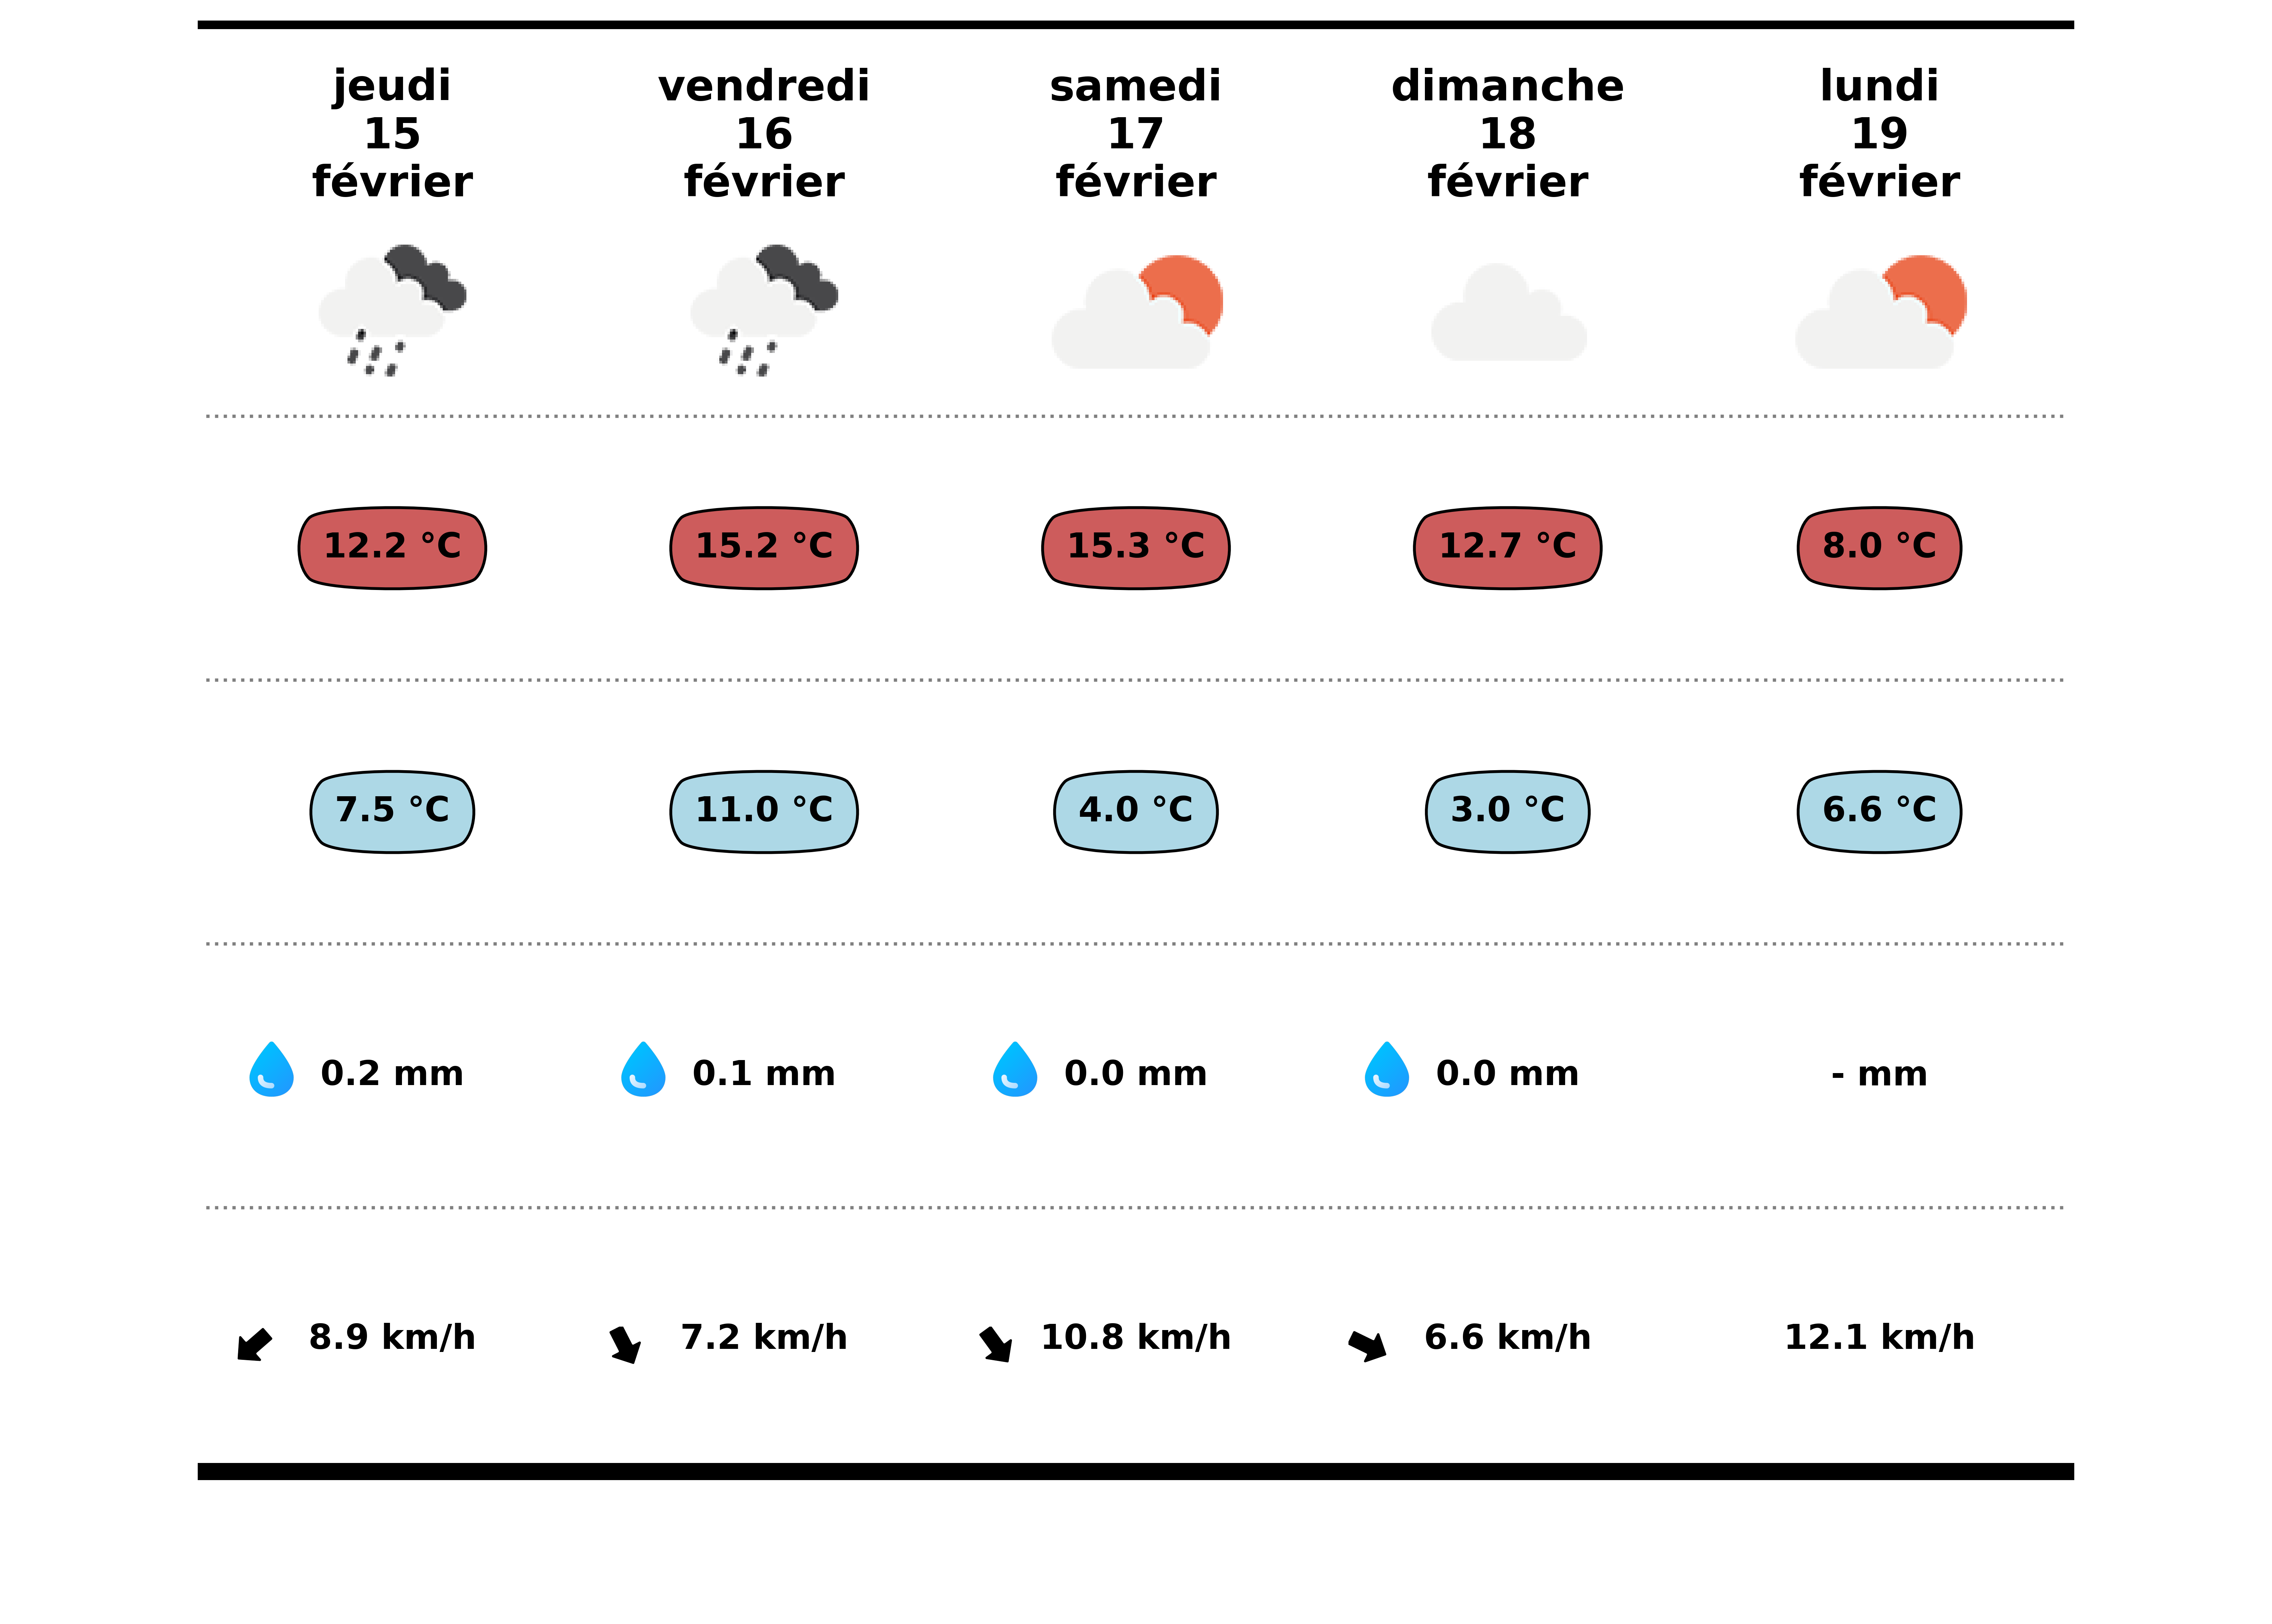 jeudi
15
février
vendredi
16
février
samedi
17
février
dimanche
18
février
lundi
19
février
12.2 °C
15.2 °C
15.3 °C
12.7 °C
8.0 °C
7.5 °C
11.0 °C
4.0 °C
3.0 °C
6.6 °C
0.2 mm
0.1 mm
0.0 mm
0.0 mm
- mm
8.9 km/h
7.2 km/h
10.8 km/h
6.6 km/h
12.1 km/h